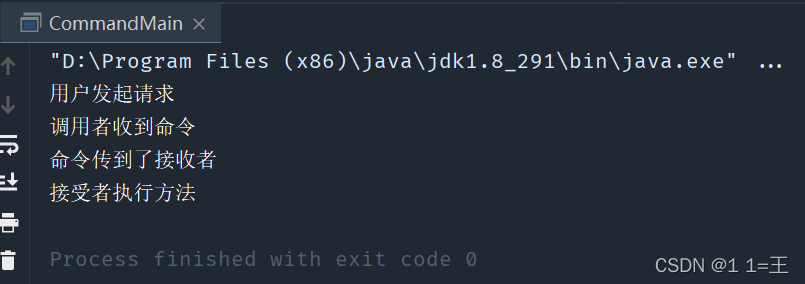 CommandMain ×
"D:\Program Files (x86)\java\jdk1.8_291\bin\java.exe" ...
用户发起请求
调用者收到命令
命令传到了接收者
接受者执行方法
Process finished with exit code 0
CSDN @1 1=王